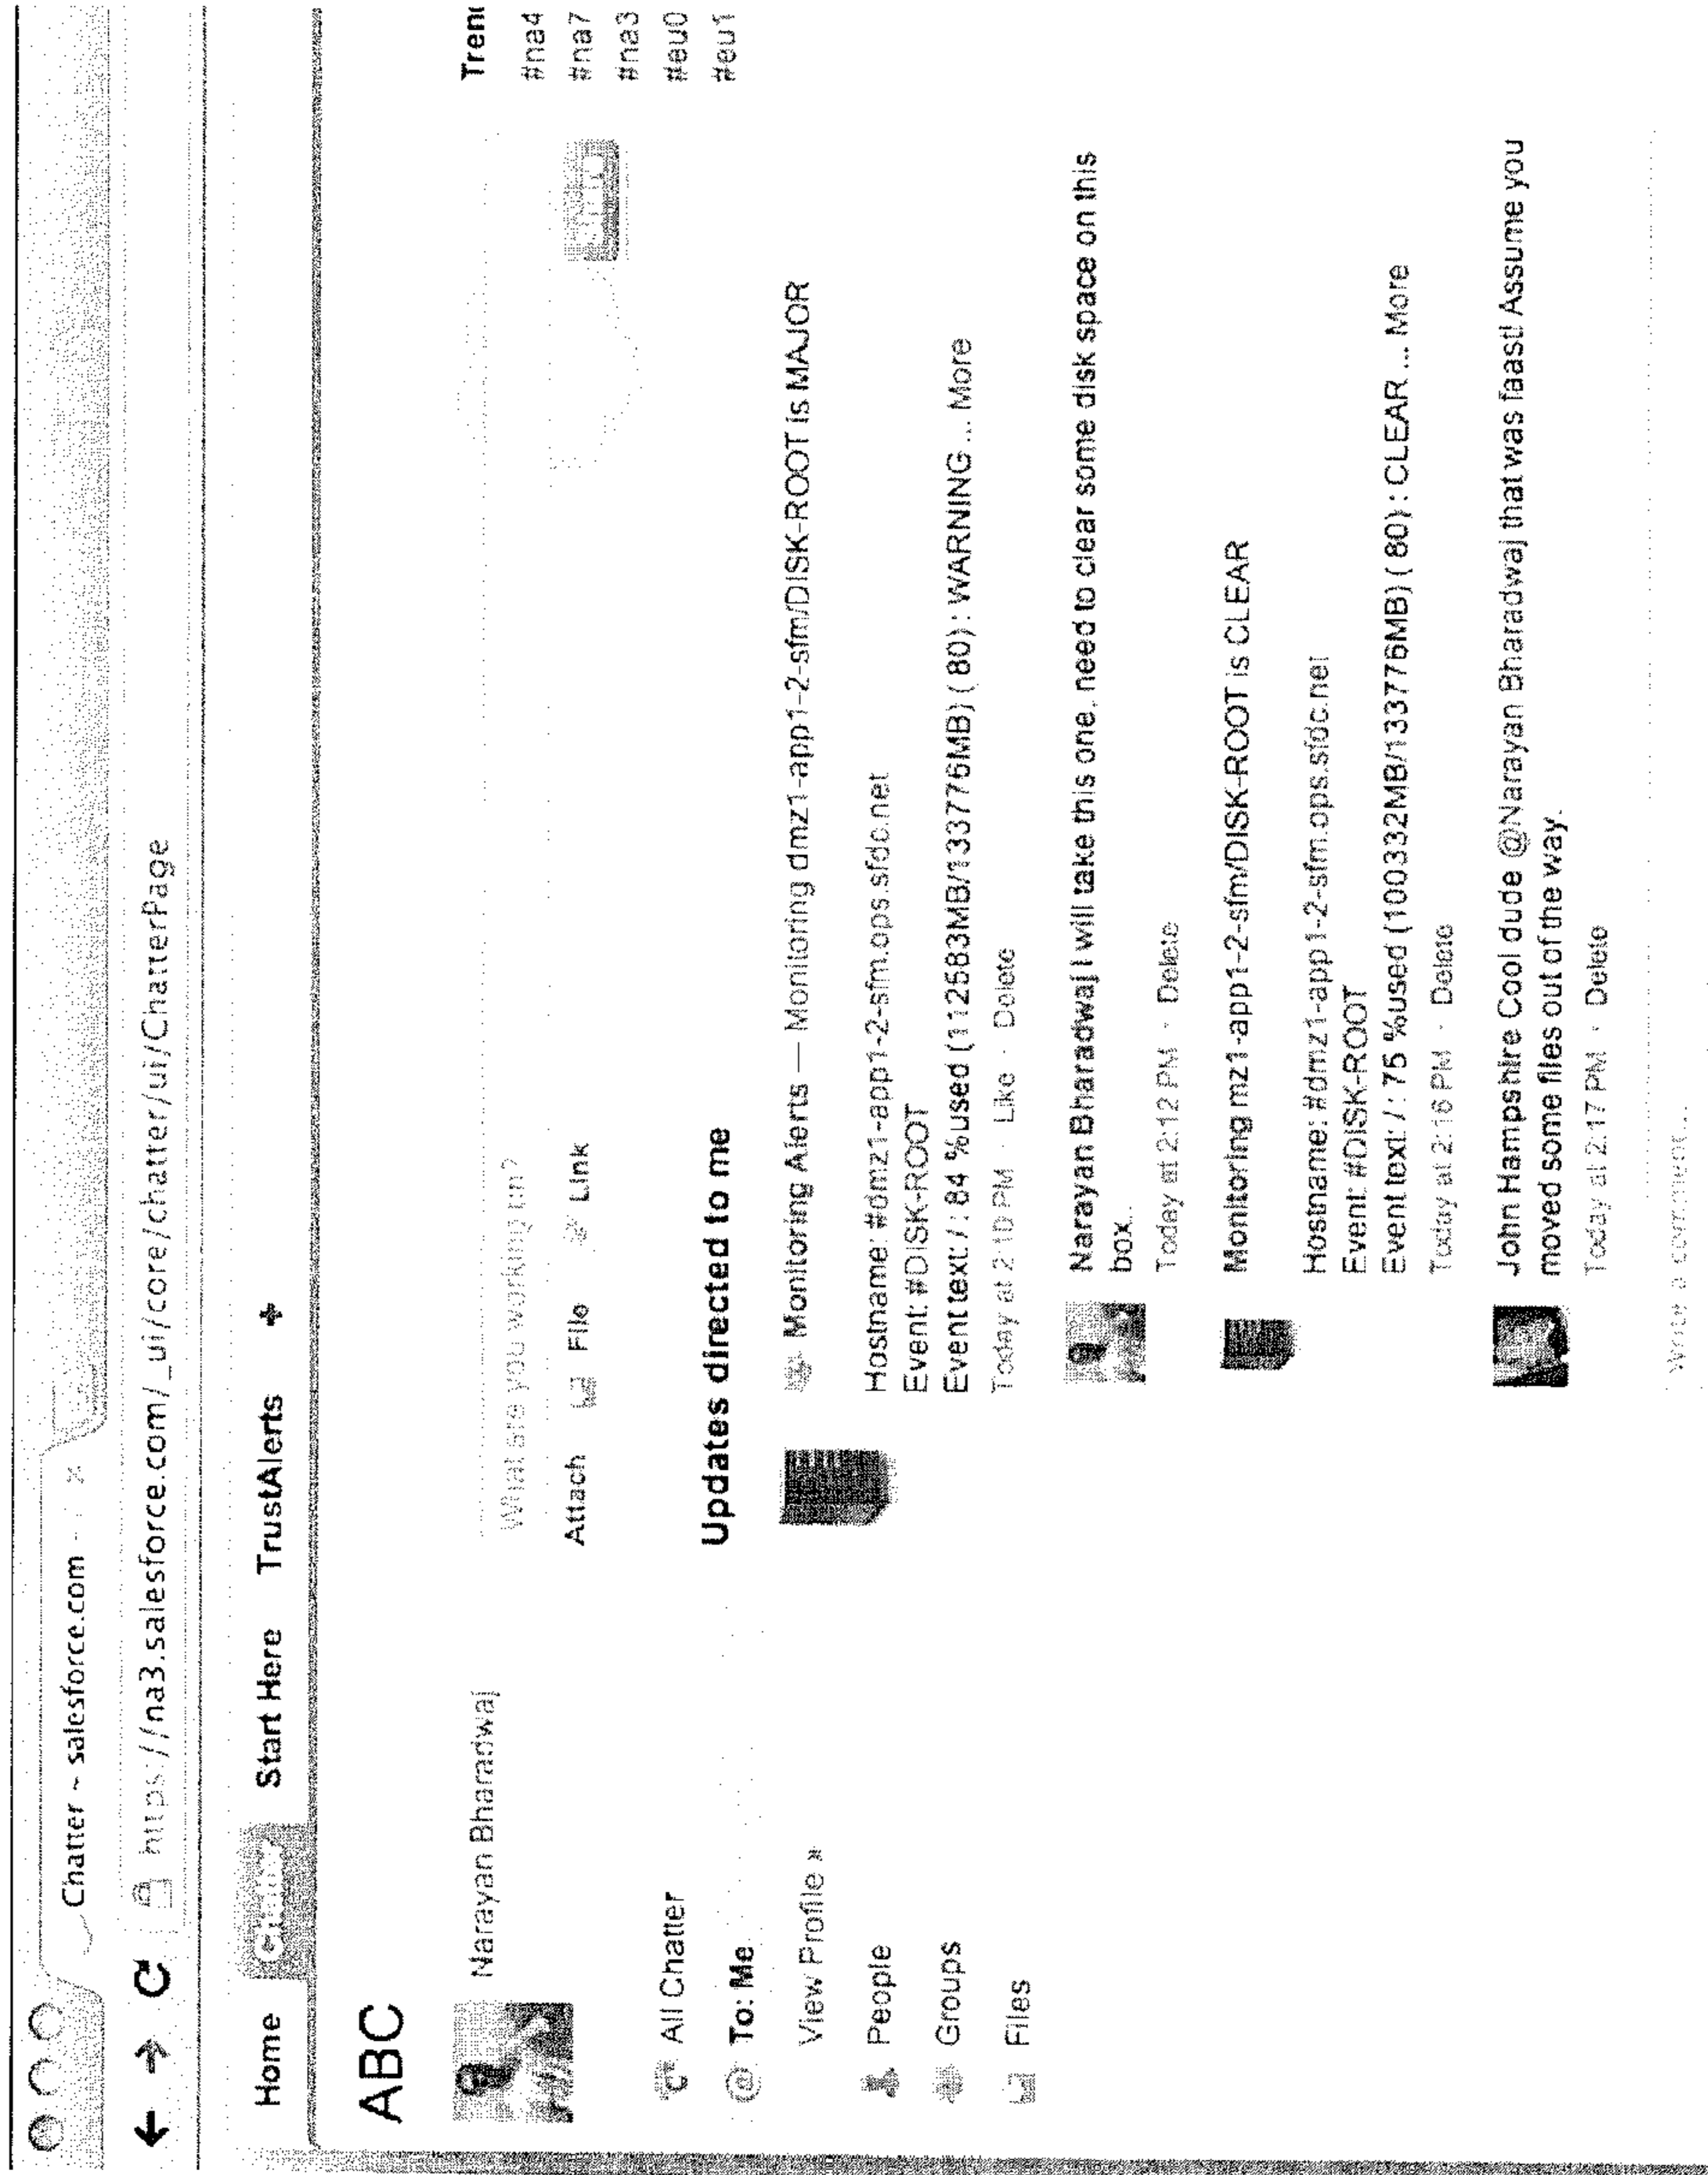 Chatter ~ salesforce.com
https://na3.salesforce.com/_ui/core/chatter/ui/ChatterPage
Home Chatter Start Here TrustAlerts +
ABC
Narayan Bharadwaj
All Chatter
@ To: Me
View Profile »
People
Groups
Files
What are you working on?
Attach File Link
Tren
#na4
#na7
#na3
#eu0
#eu1
Updates directed to me
Monitoring Alerts — Monitoring dmz1-app1-2-sfm/DISK-ROOT is MAJOR
Hostname: #dmz1-app1-2-sfm.ops.sfdc.net
Event: #DISK-ROOT
Event text: /: 84 %used (112583MB/133776MB) ( 80) : WARNING ... More
Today at 2:10 PM · Like · Delete
Narayan Bharadwaj I will take this one, need to clear some disk space on this
box..
Today at 2:12 PM · Delete
Monitoring mz1-app1-2-sfm/DISK-ROOT is CLEAR
Hostname: #dmz1-app1-2-sfm.ops.sfdc.net
Event: #DISK-ROOT
Event text: /: 75 %used (100332MB/133776MB) ( 80) : CLEAR ... More
Today at 2:16 PM · Delete
John Hampshire Cool dude @Narayan Bharadwaj that was faast! Assume you
moved some files out of the way.
Today at 2:17 PM · Delete
Write a comment...